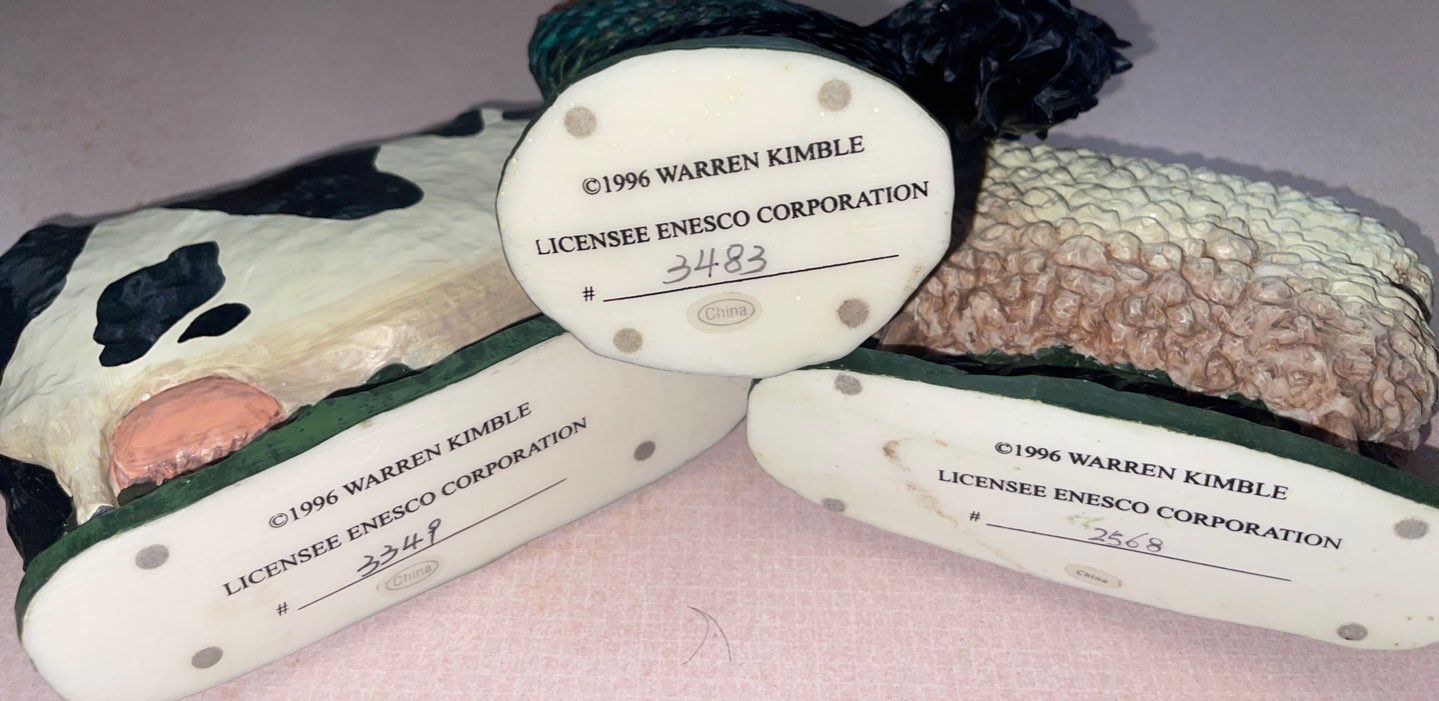 ©1996 WARREN KIMBLE
LICENSEE ENESCO CORPORATION
# 3483
China
©1996 WARREN KIMBLE
LICENSEE ENESCO CORPORATION
# 3349
China
©1996 WARREN KIMBLE
LICENSEE ENESCO CORPORATION
# 2568
China